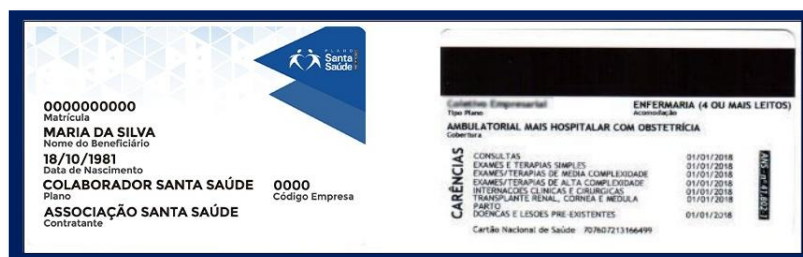 PLANO
Santa
Saúde
0000000000
Matrícula
MARIA DA SILVA
Nome do Beneficiário
18/10/1981
Data de Nascimento
COLABORADOR SANTA SAÚDE 0000
Plano Código Empresa
ASSOCIAÇÃO SANTA SAÚDE
Contratante
Coletivo Empresarial ENFERMARIA (4 OU MAIS LEITOS)
Tipo Plano Acomodação
AMBULATORIAL MAIS HOSPITALAR COM OBSTETRÍCIA
Cobertura
CARÊNCIAS
CONSULTAS 01/01/2018
EXAMES E TERAPIAS SIMPLES 01/01/2018
EXAMES/TERAPIAS DE MEDIA COMPLEXIDADE 01/01/2018
EXAMES/TERAPIAS DE ALTA COMPLEXIDADE 01/01/2018
INTERNACOES CLINICAS E CIRURGICAS 01/01/2018
TRANSPLANTE RENAL, CORNEA E MEDULA 01/01/2018
PARTO
DOENCAS E LESOES PRE-EXISTENTES 01/01/2018
ANS - nº 41.802-1
Cartão Nacional de Saúde 707607213166499